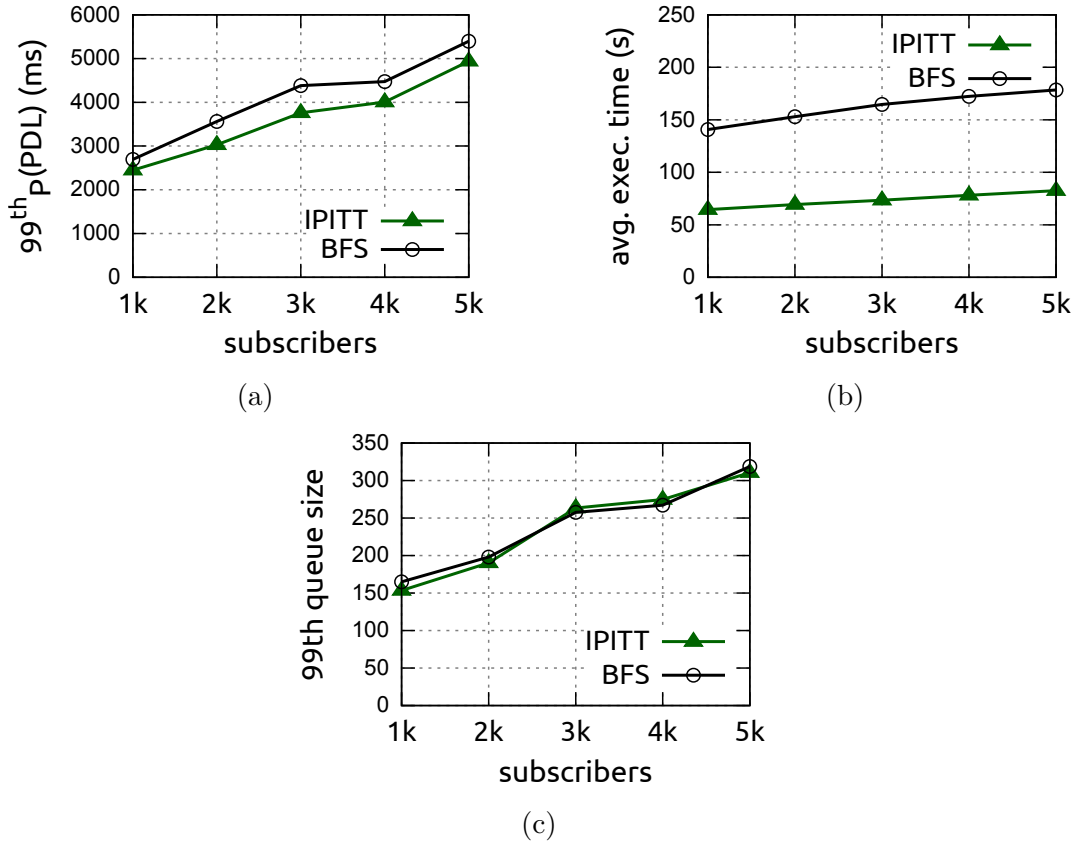 99th P(PDL) (ms)
6000
5000
4000
3000
2000
1000
0
IPITT
BFS
1k 2k 3k 4k 5k
subscribers
(a)
avg. exec. time (s)
250
200
150
100
50
0
IPITT
BFS
1k 2k 3k 4k 5k
subscribers
(b)
99th queue size
350
300
250
200
150
100
50
0
IPITT
BFS
1k 2k 3k 4k 5k
subscribers
(c)